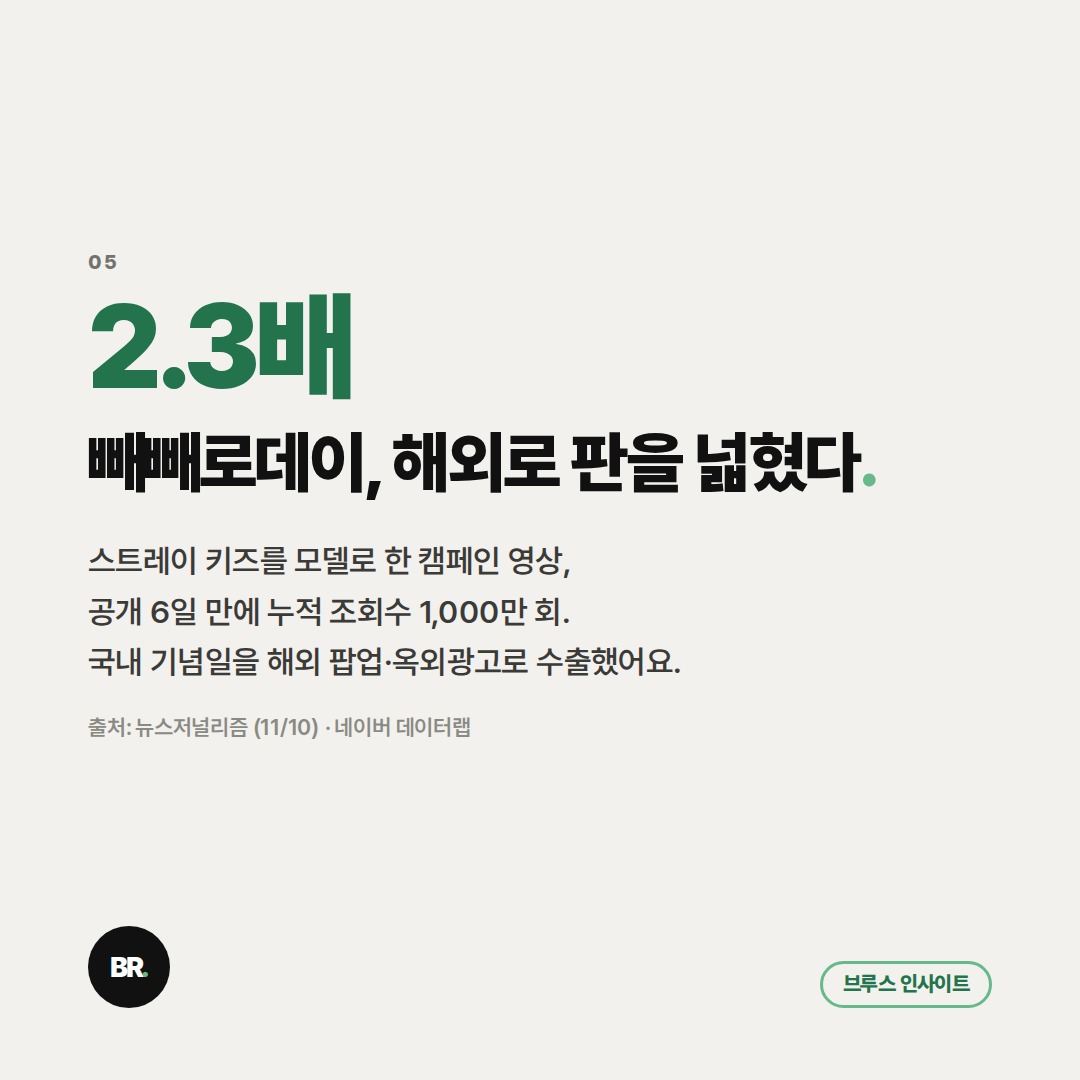 05
2.3배
빼빼로데이, 해외로 판을 넓혔다.
스트레이 키즈를 모델로 한 캠페인 영상,
공개 6일 만에 누적 조회수 1,000만 회.
국내 기념일을 해외 팝업·옥외광고로 수출했어요.
출처: 뉴스저널리즘 (11/10) · 네이버 데이터랩
BR.
브루스 인사이트